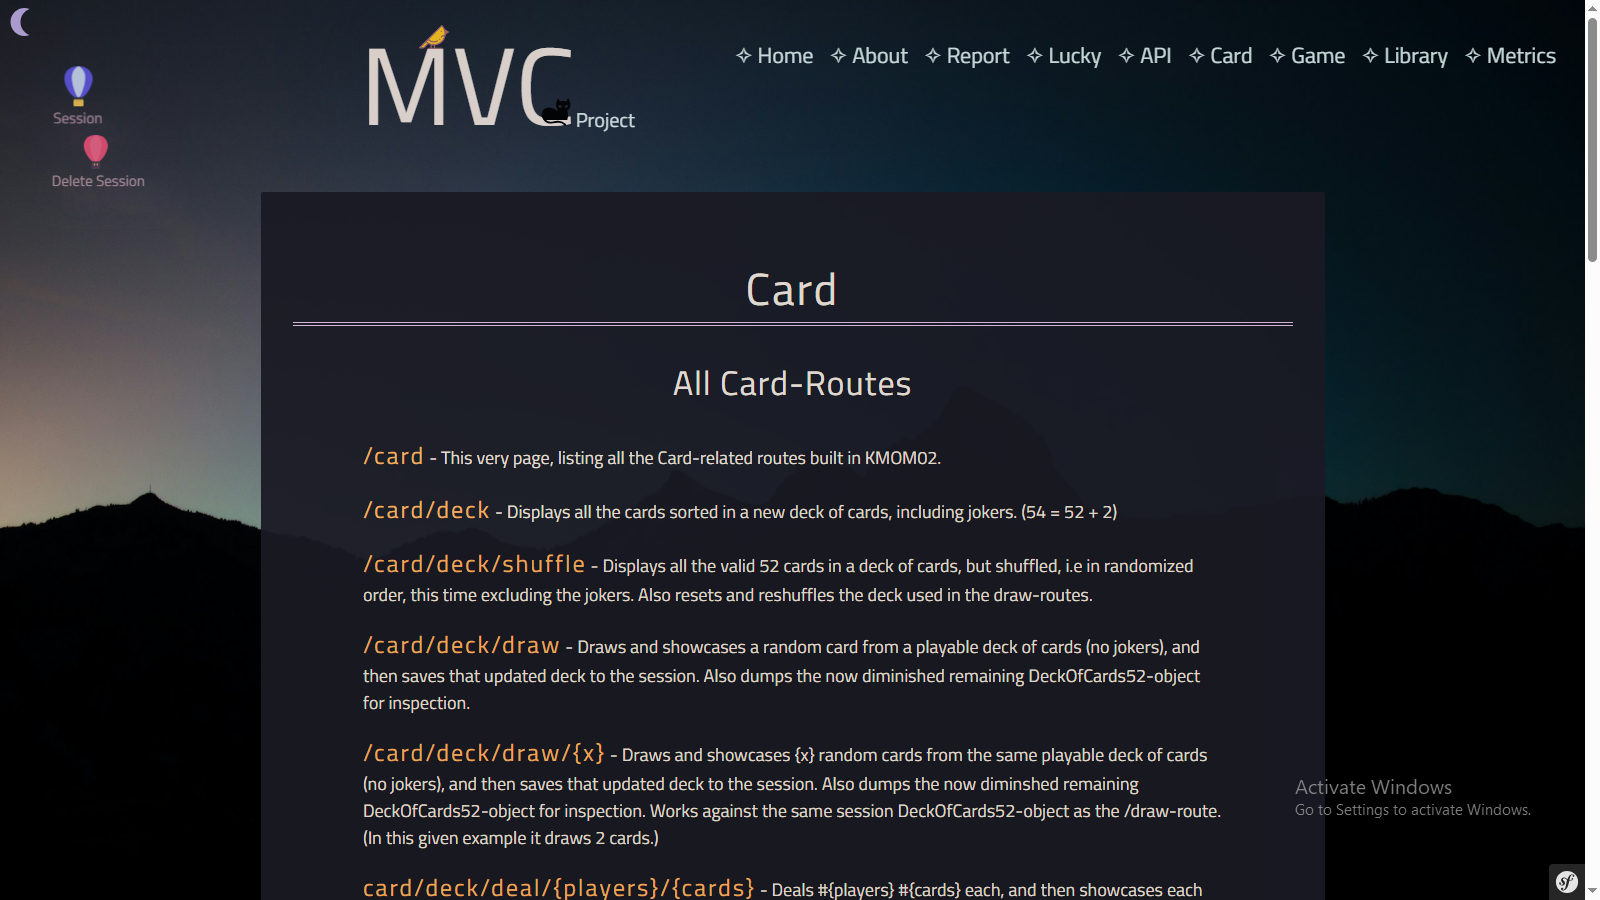 MVC Project
✧ Home ✧ About ✧ Report ✧ Lucky ✧ API ✧ Card ✧ Game ✧ Library ✧ Metrics
Session
Delete Session
Card
All Card-Routes
/card - This very page, listing all the Card-related routes built in KMOM02.
/card/deck - Displays all the cards sorted in a new deck of cards, including jokers. (54 = 52 + 2)
/card/deck/shuffle - Displays all the valid 52 cards in a deck of cards, but shuffled, i.e in randomized
order, this time excluding the jokers. Also resets and reshuffles the deck used in the draw-routes.
/card/deck/draw - Draws and showcases a random card from a playable deck of cards (no jokers), and
then saves that updated deck to the session. Also dumps the now diminished remaining DeckOfCards52-object
for inspection.
/card/deck/draw/{x} - Draws and showcases {x} random cards from the same playable deck of cards
(no jokers), and then saves that updated deck to the session. Also dumps the now diminshed remaining
DeckOfCards52-object for inspection. Works against the same session DeckOfCards52-object as the /draw-route.
(In this given example it draws 2 cards.)
card/deck/deal/{players}/{cards} - Deals #{players} #{cards} each, and then showcases each
Activate Windows
Go to Settings to activate Windows.
sf